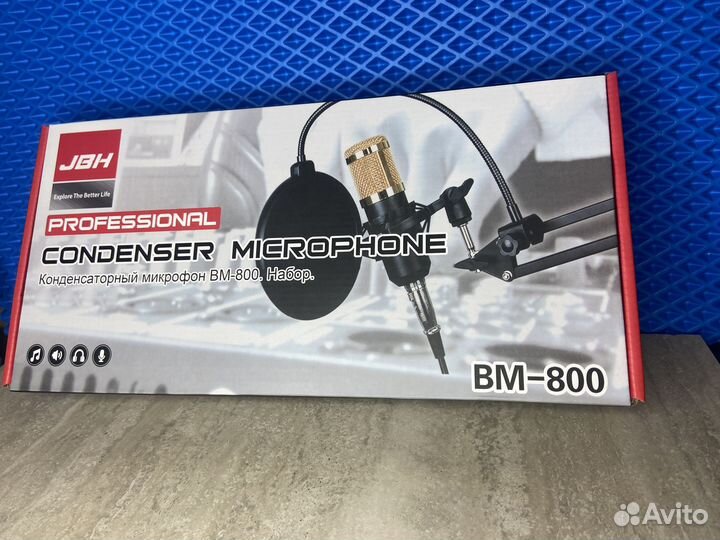 JBH
Explore The Better Life
PROFESSIONAL
CONDENSER MICROPHONE
Конденсаторный микрофон BM-800. Набор.
BM-800
Avito